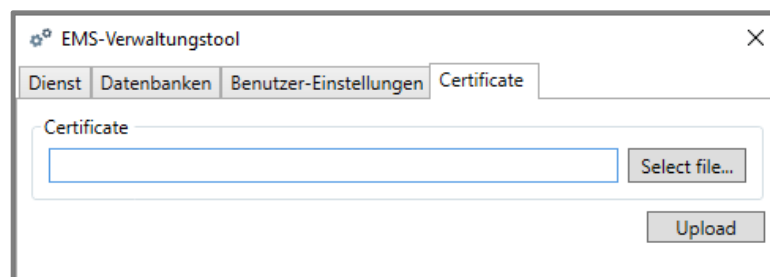 EMS-Verwaltungstool
Dienst Datenbanken Benutzer-Einstellungen Certificate
Certificate
Select file...
Upload